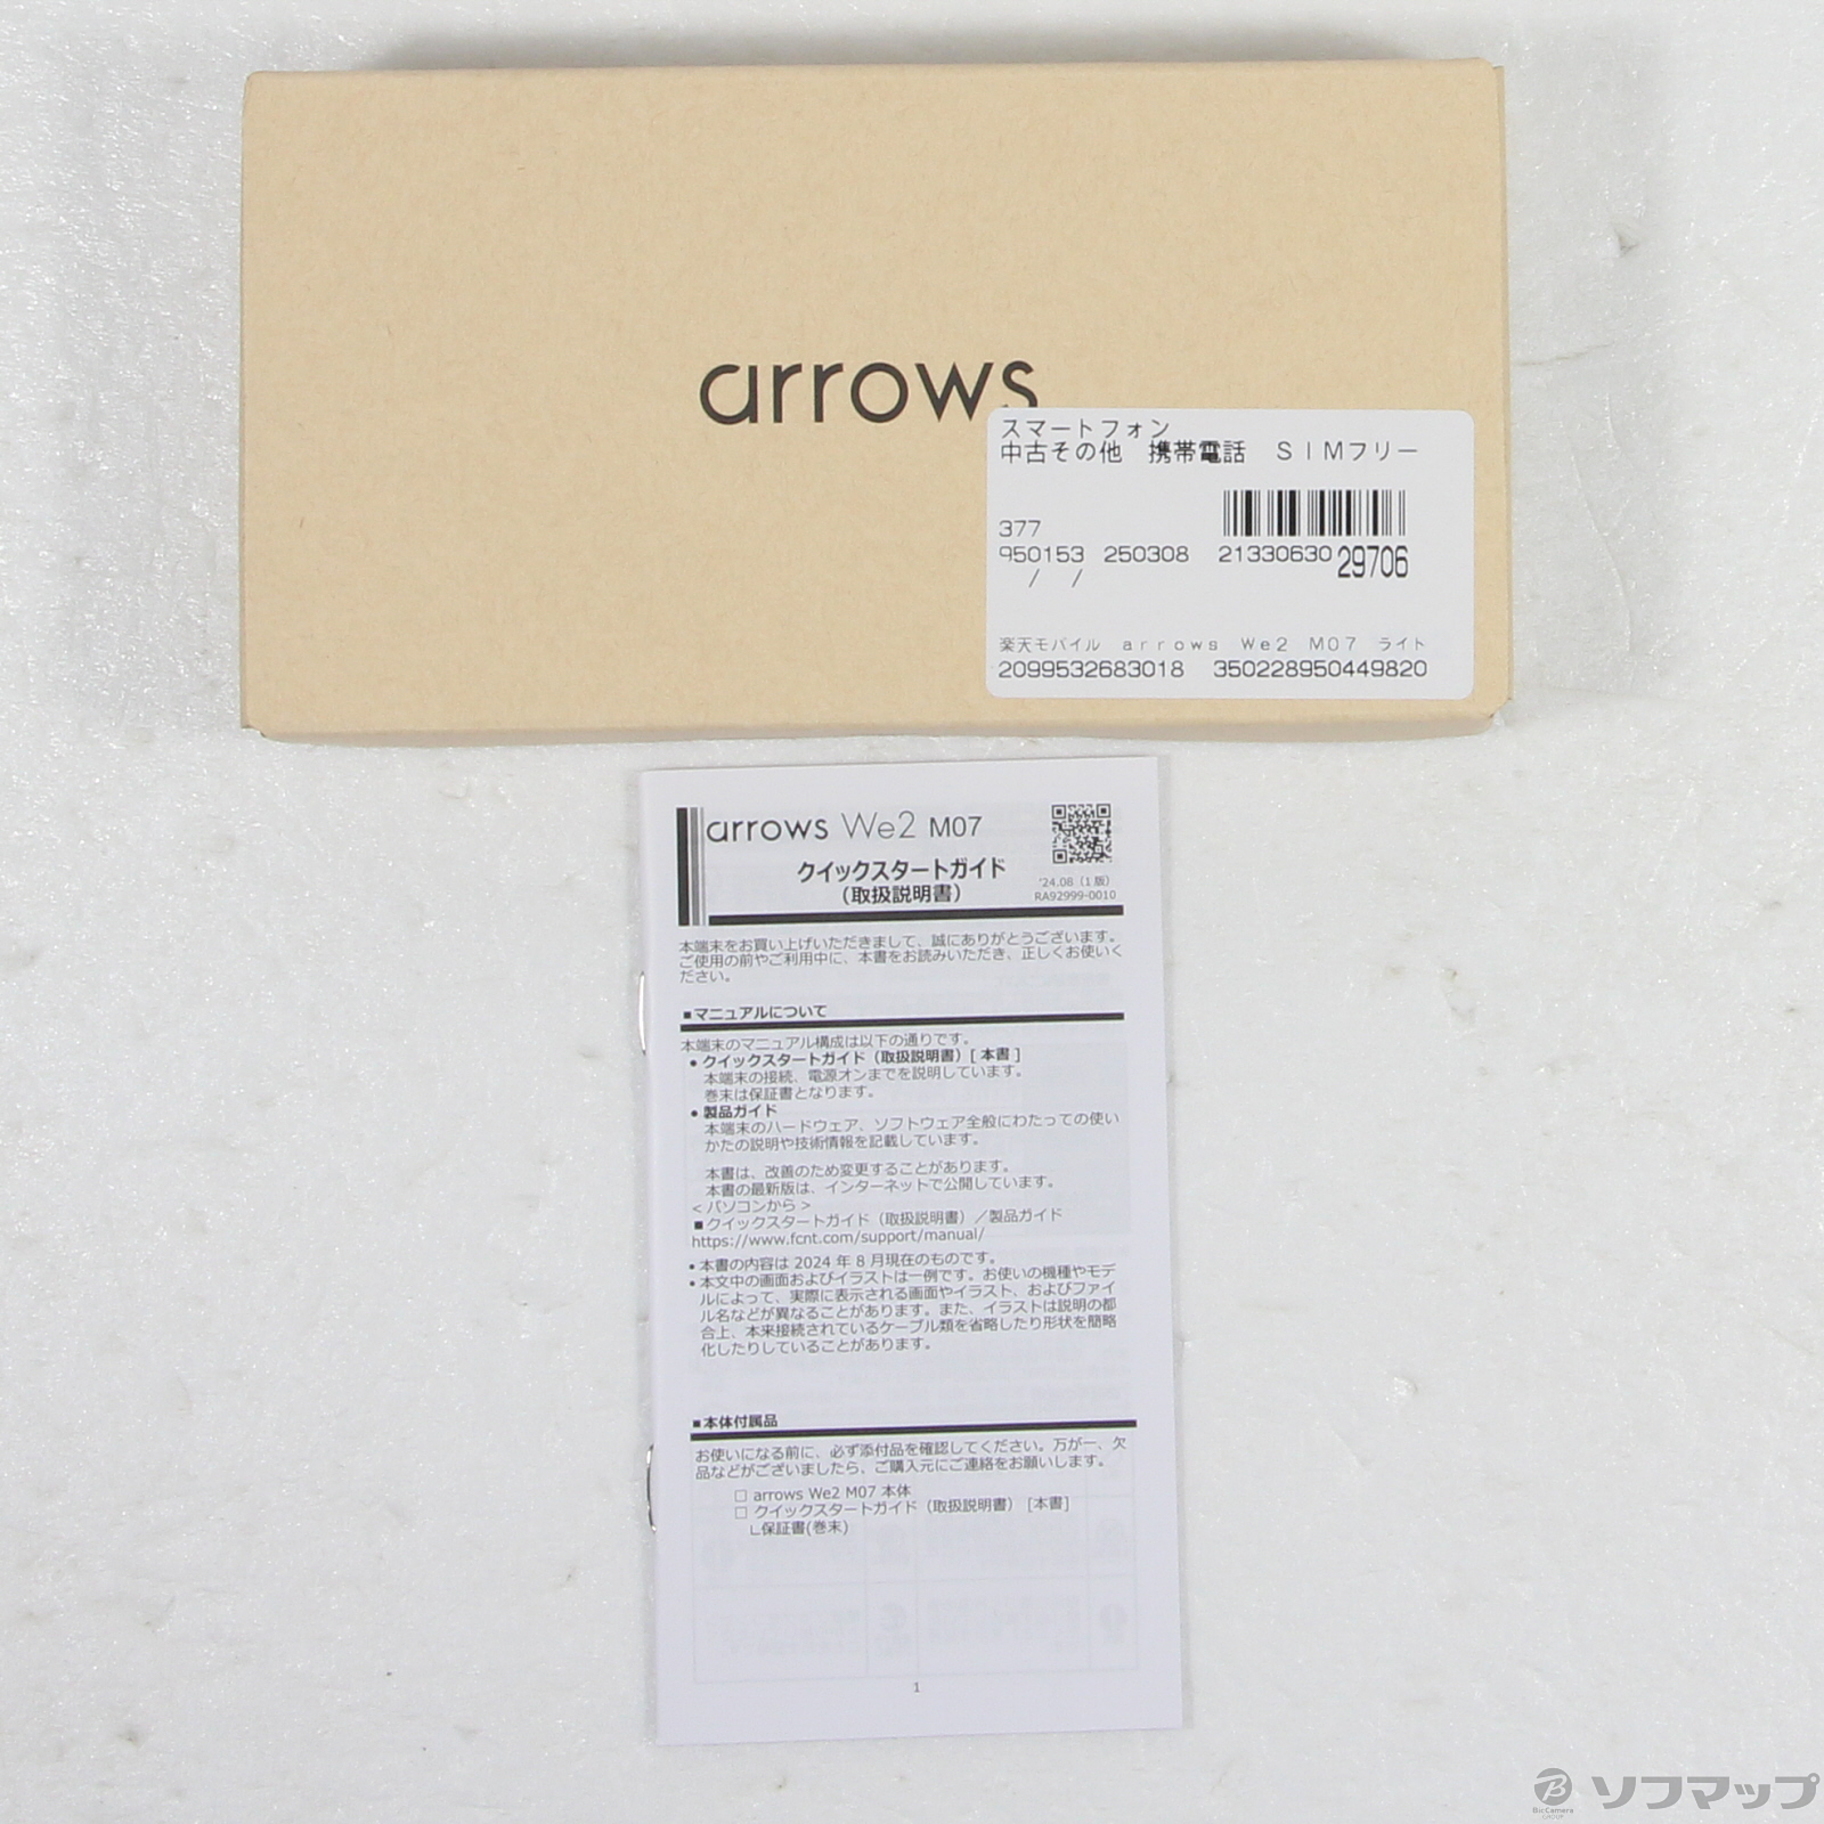 arrows
スマートフォン
中古その他　携帯電話　ＳＩＭフリー
377
950153 250308 21330630 29706
/ /
楽天モバイル　ａｒｒｏｗｓ　Ｗｅ２　Ｍ０７　ライト
2099532683018 350228950449820
arrows We2 M07
クイックスタートガイド
（取扱説明書）
'24.08（1 版）
RA92999-0010
本端末をお買い上げいただきまして、誠にありがとうございます。
ご使用の前やご利用中に、本書をお読みいただき、正しくお使いく
ださい。
■マニュアルについて
本端末のマニュアル構成は以下の通りです。
● クイックスタートガイド（取扱説明書）[ 本書 ]
本端末の接続、電源オンまでを説明しています。
巻末は保証書となります。
● 製品ガイド
本端末のハードウェア、ソフトウェア全般にわたっての使い
かたの説明や技術情報を記載しています。
本書は、改善のため変更することがあります。
本書の最新版は、インターネットで公開しています。
< パソコンから >
■ クイックスタートガイド（取扱説明書）／製品ガイド
https://www.fcnt.com/support/manual/
• 本書の内容は 2024 年 8 月現在のものです。
• 本文中の画面およびイラストは一例です。お使いの機種やモデ
ルによって、実際に表示される画面やイラスト、およびファイ
ル名などが異なることがあります。また、イラストは説明の都
合上、本来接続されているケーブル類を省略したり形状を簡略
化したりしていることがあります。
■本体付属品
お使いになる前に、必ず添付品を確認してください。万が一、欠
品などがございましたら、ご購入元にご連絡をお願いします。
□ arrows We2 M07 本体
□ クイックスタートガイド（取扱説明書） [本書]
∟保証書(巻末)
1
BicCamera
GROUP
ソフマップ